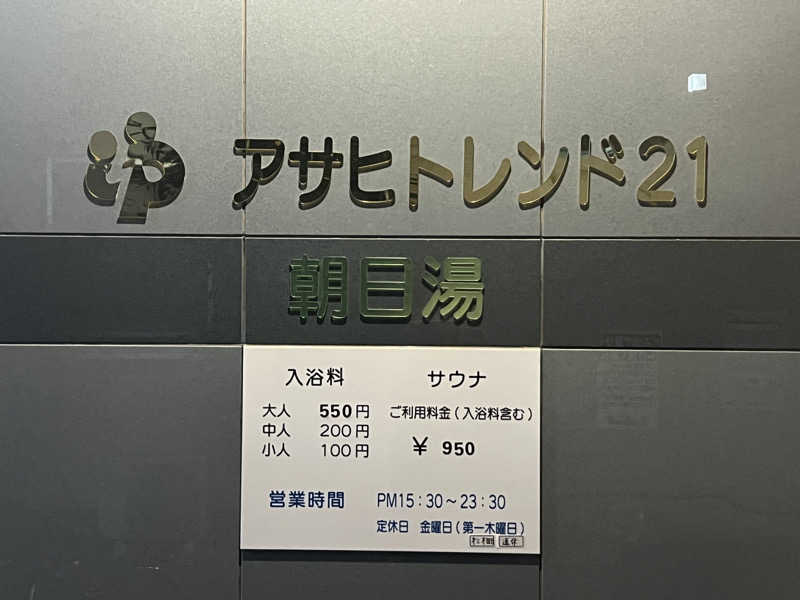 ゆ アサヒトレンド21
朝日湯
入浴料 サウナ
大人 550円 ご利用料金(入浴料含む)
中人 200円
小人 100円 ¥ 950
営業時間 PM15:30〜23:30
定休日 金曜日(第一木曜日)
連休